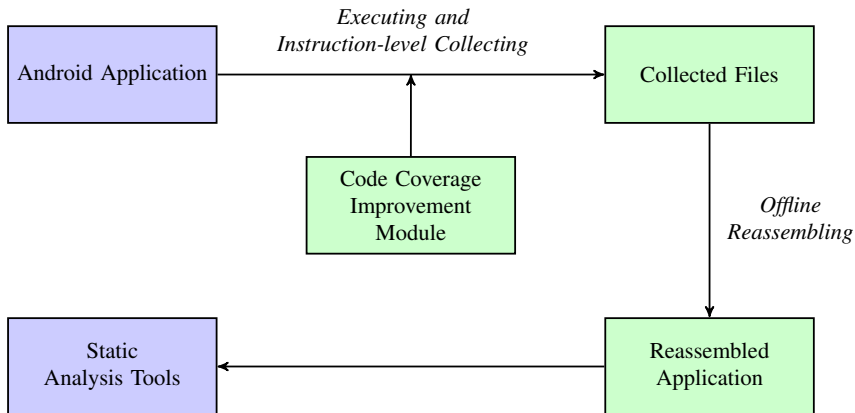 Executing and
Instruction-level Collecting
Android Application
Collected Files
Code Coverage
Improvement
Module
Offline
Reassembling
Static
Analysis Tools
Reassembled
Application